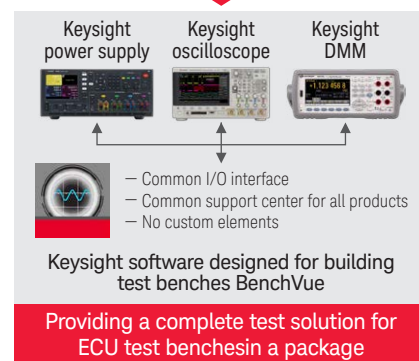 Keysight power supply
Keysight oscilloscope
Keysight DMM
– Common I/O interface
– Common support center for all products
– No custom elements
Keysight software designed for building
test benches BenchVue
Providing a complete test solution for
ECU test benchesin a package